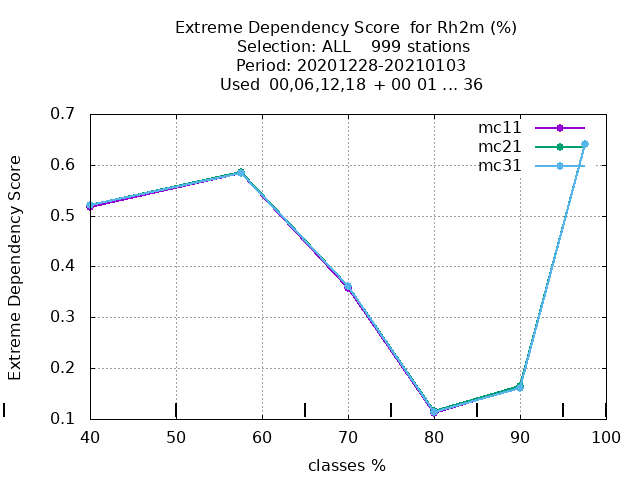 Extreme Dependency Score  for Rh2m (%)
Selection: ALL    999 stations
Period: 20201228-20210103
Used  00,06,12,18  + 00 01 ... 36
0.7
0.6
0.5
0.4
0.3
0.2
0.1
Extreme Dependency Score
mc11
mc21
mc31
40 50 60 70 80 90 100
classes %